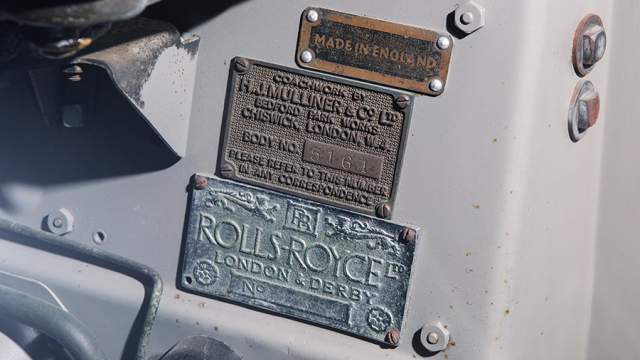 MADE IN ENGLAND
COACHWORK BY
H.J. MULLINER & CO LTD
BEDFORD PARK WORKS
CHISWICK, LONDON, W.4.
BODY NO. 6161
PLEASE REFER TO THIS NUMBER
IN ANY CORRESPONDENCE
RR
ROLLS-ROYCE LTD
LONDON & DERBY
No